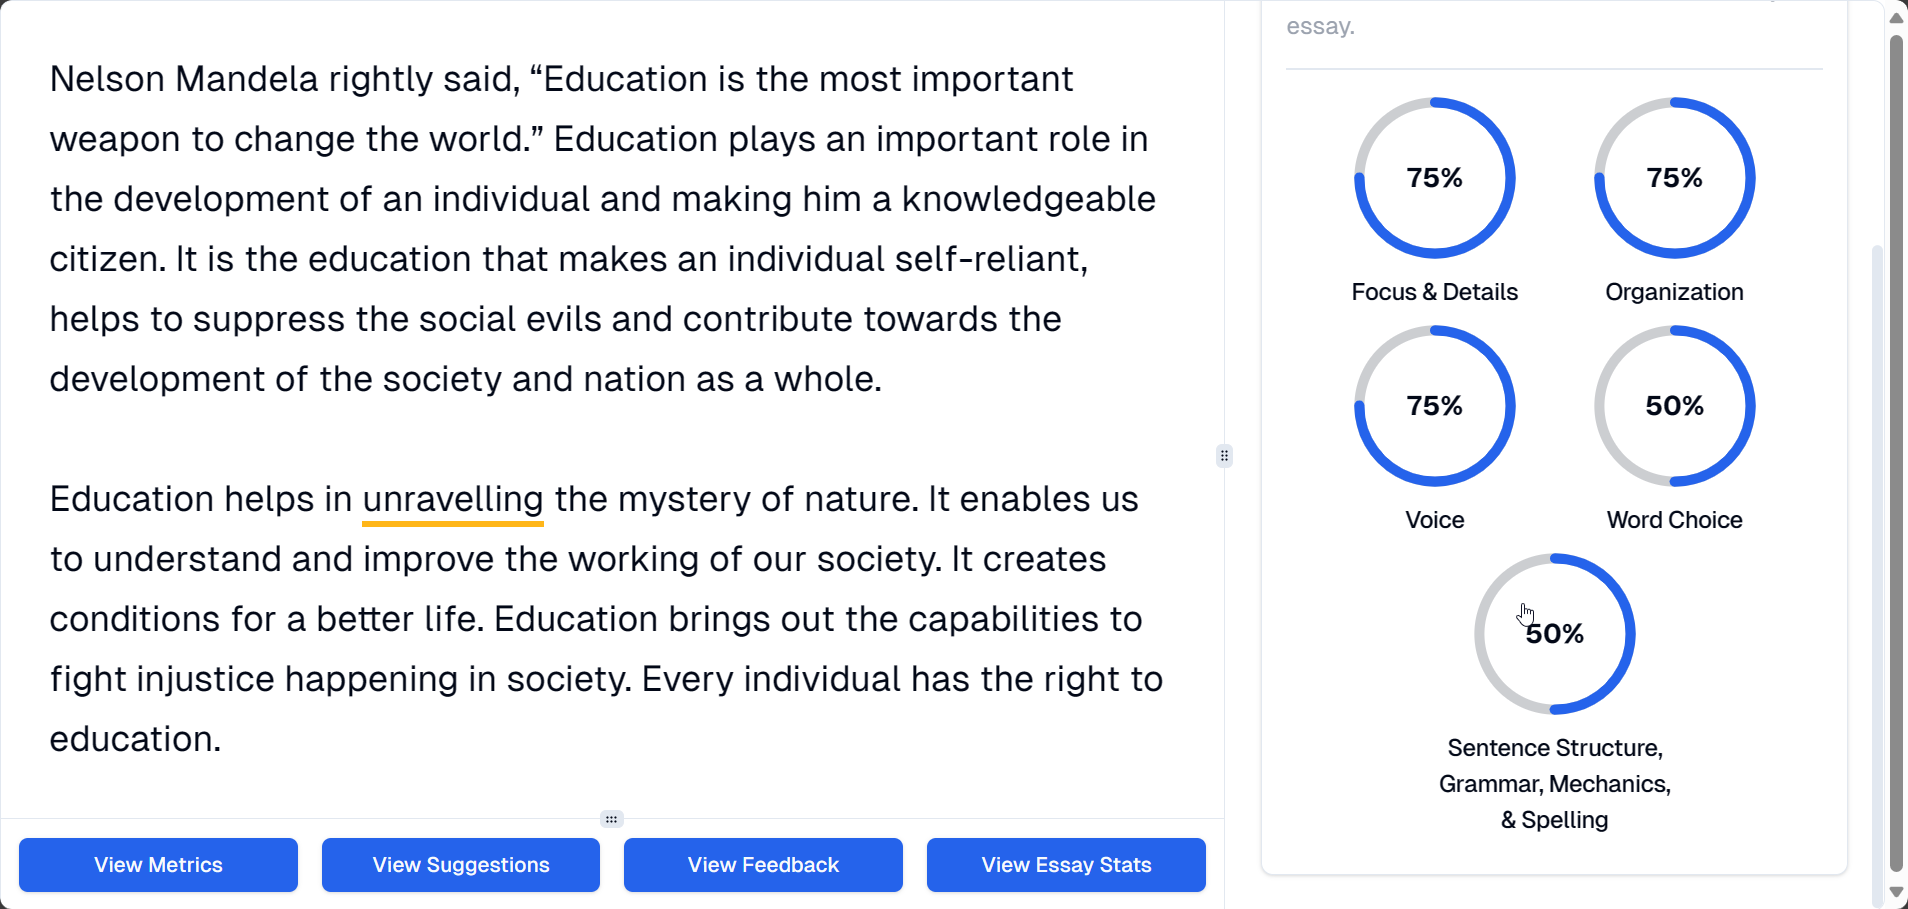 Nelson Mandela rightly said, “Education is the most important
weapon to change the world.” Education plays an important role in
the development of an individual and making him a knowledgeable
citizen. It is the education that makes an individual self-reliant,
helps to suppress the social evils and contribute towards the
development of the society and nation as a whole.
Education helps in unravelling the mystery of nature. It enables us
to understand and improve the working of our society. It creates
conditions for a better life. Education brings out the capabilities to
fight injustice happening in society. Every individual has the right to
education.
View Metrics
View Suggestions
View Feedback
View Essay Stats
essay.
75%
75%
Focus & Details
Organization
75%
50%
Voice
Word Choice
50%
Sentence Structure,
Grammar, Mechanics,
& Spelling